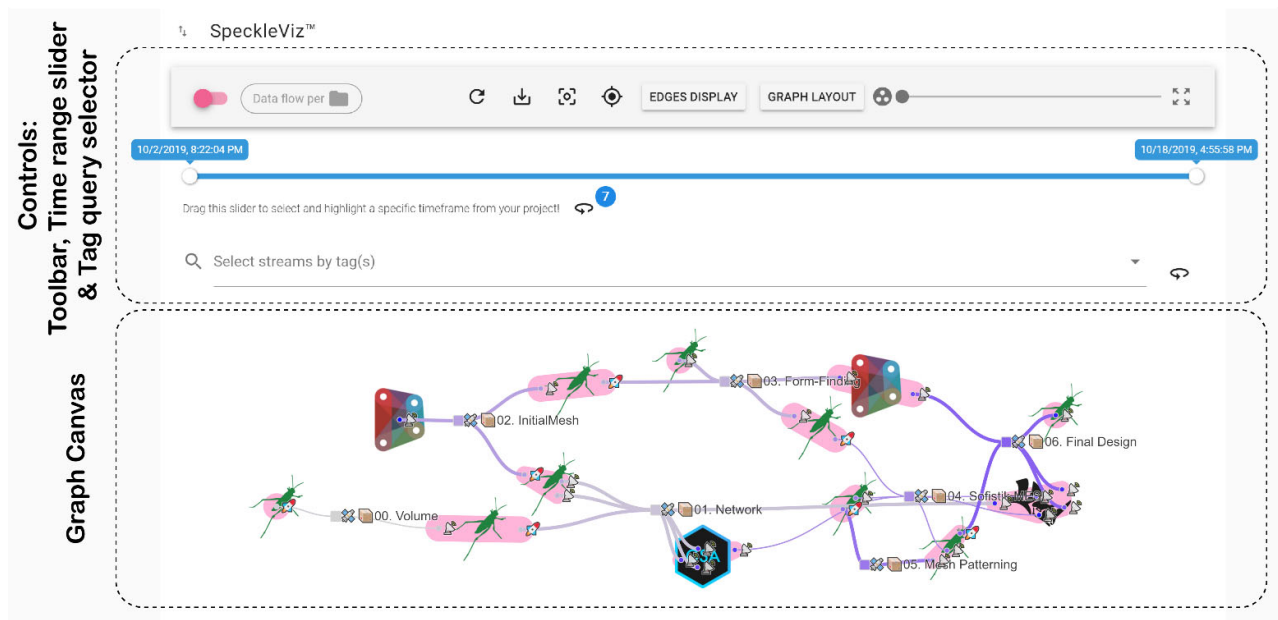 Controls:
Toolbar, Time range slider
& Tag query selector
SpeckleViz™
Data flow per
EDGES DISPLAY
GRAPH LAYOUT
10/2/2019, 8:22:04 PM
10/18/2019, 4:55:58 PM
Drag this slider to select and highlight a specific timeframe from your project!
7
Select streams by tag(s)
Graph Canvas
03. Form-Finding
02. InitialMesh
06. Final Design
00. Volume
01. Network
04. Sofistik
GSA
05. Mesh Patterning